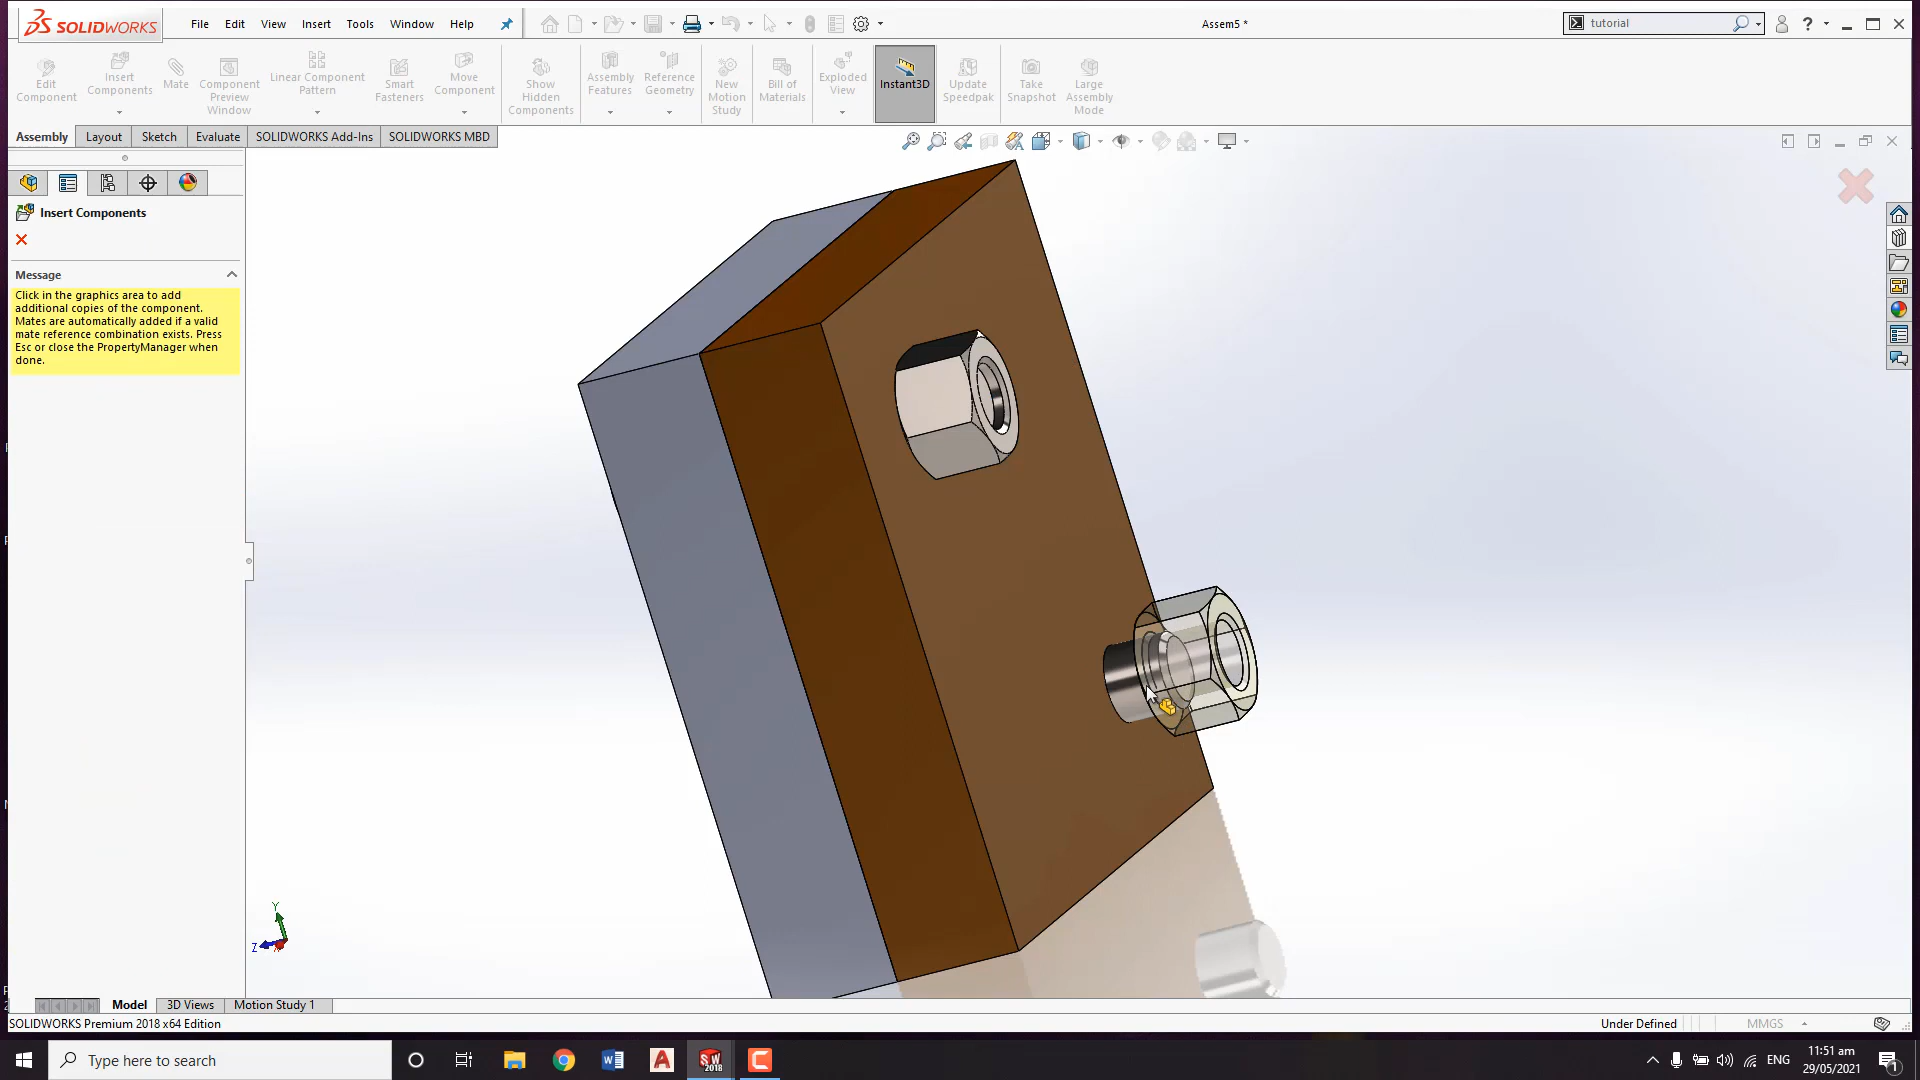 SOLIDWORKS File Edit View Insert Tools Window Help Assem5 * tutorial ?
Edit Component
Insert Components
Mate
Component Preview Window
Linear Component Pattern
Smart Fasteners
Move Component
Show Hidden Components
Assembly Features
Reference Geometry
New Motion Study
Bill of Materials
Exploded View
Instant3D
Update Speedpak
Take Snapshot
Large Assembly Mode
Assembly Layout Sketch Evaluate SOLIDWORKS Add-Ins SOLIDWORKS MBD
Insert Components
Message
Click in the graphics area to add
additional copies of the component.
Mates are automatically added if a valid
mate reference combination exists. Press
Esc or close the PropertyManager when
done.
Y
Z
Model 3D Views Motion Study 1
SOLIDWORKS Premium 2018 x64 Edition Under Defined MMGS
Type here to search ENG 11:51 am
29/05/2021